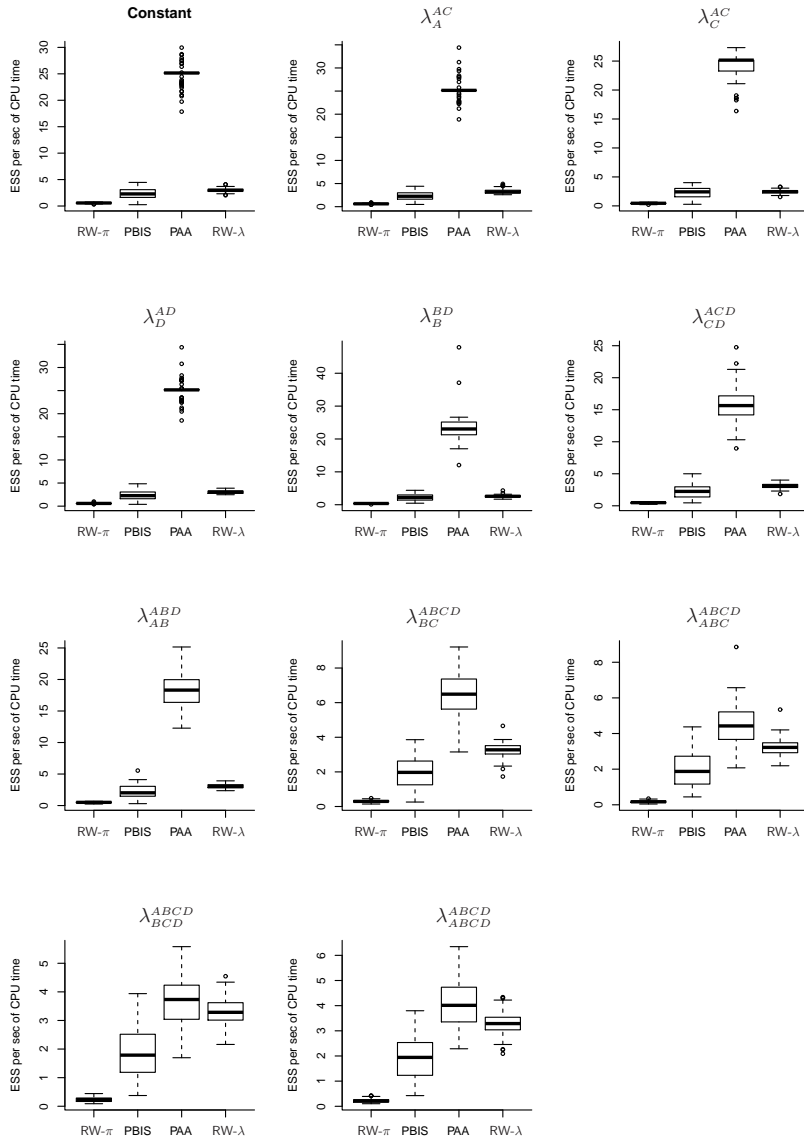 Constant
ESS per sec of CPU time
0 5 10 15 20 25 30
RW-π PBIS PAA RW-λ
λ_A^{AC}
ESS per sec of CPU time
0 5 10 20 30
RW-π PBIS PAA RW-λ
λ_C^{AC}
ESS per sec of CPU time
0 5 10 15 20 25
RW-π PBIS PAA RW-λ
λ_D^{AD}
ESS per sec of CPU time
0 5 10 20 30
RW-π PBIS PAA RW-λ
λ_B^{BD}
ESS per sec of CPU time
0 10 20 30 40
RW-π PBIS PAA RW-λ
λ_{CD}^{ACD}
ESS per sec of CPU time
0 5 10 15 20 25
RW-π PBIS PAA RW-λ
λ_{AB}^{ABD}
ESS per sec of CPU time
0 5 10 15 20 25
RW-π PBIS PAA RW-λ
λ_{BC}^{ABCD}
ESS per sec of CPU time
0 2 4 6 8
RW-π PBIS PAA RW-λ
λ_{ABC}^{ABCD}
ESS per sec of CPU time
0 2 4 6 8
RW-π PBIS PAA RW-λ
λ_{BCD}^{ABCD}
ESS per sec of CPU time
0 1 2 3 4 5
RW-π PBIS PAA RW-λ
λ_{ABCD}^{ABCD}
ESS per sec of CPU time
0 1 2 3 4 5 6
RW-π PBIS PAA RW-λ